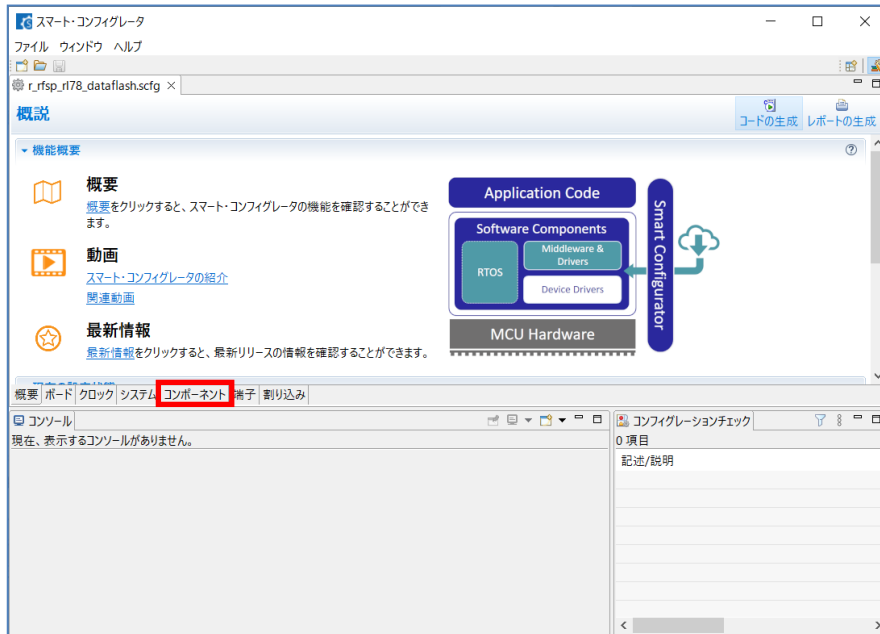 スマート・コンフィグレータ
ファイル ウィンドウ ヘルプ
r_rfsp_rl78_dataflash.scfg
概説
コードの生成 レポートの生成
機能概要
概要
概要をクリックすると、スマート・コンフィグレータの機能を確認することができ
ます。
動画
スマート・コンフィグレータの紹介
関連動画
最新情報
最新情報をクリックすると、最新リリースの情報を確認することができます。
Application Code
Software Components
RTOS
Middleware &
Drivers
Device Drivers
MCU Hardware
Smart Configurator
概要 ボード クロック システム コンポーネント 端子 割り込み
コンソール
現在、表示するコンソールがありません。
コンフィグレーションチェック
0 項目
記述/説明